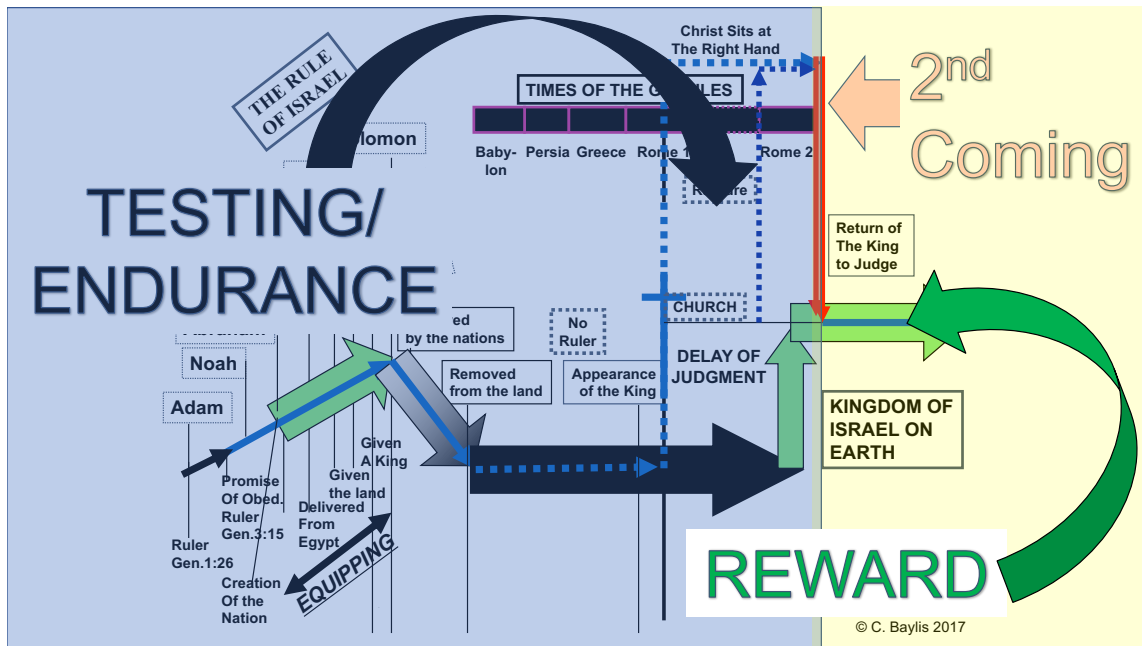 Christ Sits at
The Right Hand
2nd
Coming
THE RULE
OF ISRAEL
TIMES OF THE
Baby-
lon
Persia
Greece
Rome 1
Rome 2
TESTING/
ENDURANCE
Return of
The King
to Judge
CHURCH
No
Ruler
by the nations
Noah
DELAY OF
JUDGMENT
Removed
from the land
Appearance
of the King
Adam
KINGDOM OF
ISRAEL ON
EARTH
Given
A King
Given
the land
Promise
Of Obed.
Ruler
Gen.3:15
Delivered
From
Egypt
Ruler
Gen.1:26
EQUIPPING
Creation
Of the
Nation
REWARD
© C. Baylis 2017